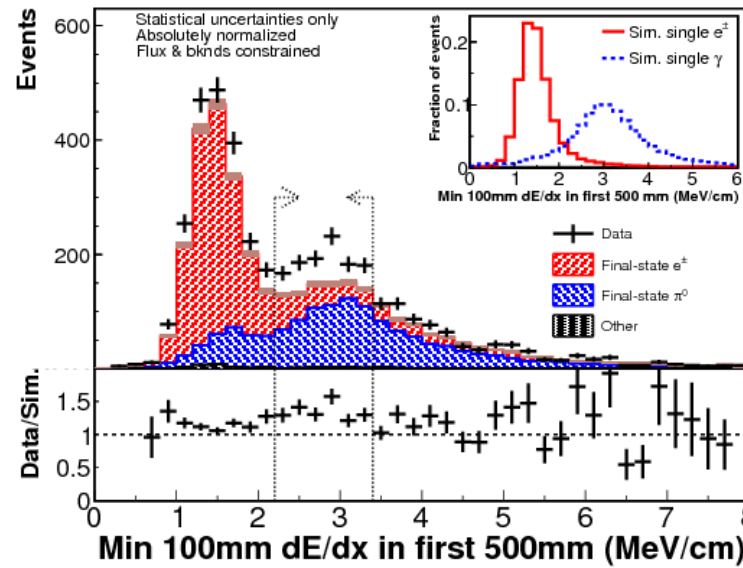 Statistical uncertainties only
Absolutely normalized
Flux & bknds constrained
Events
600
400
200
Fraction of events
0.2
0.1
0
Sim. single e±
Sim. single γ
0 1 2 3 4 5 6
Min 100mm dE/dx in first 500 mm (MeV/cm)
Data
Final-state e±
Final-state π⁰
Other
Data/Sim.
1.5
1
0.5
0
0 1 2 3 4 5 6 7 8
Min 100mm dE/dx in first 500mm (MeV/cm)